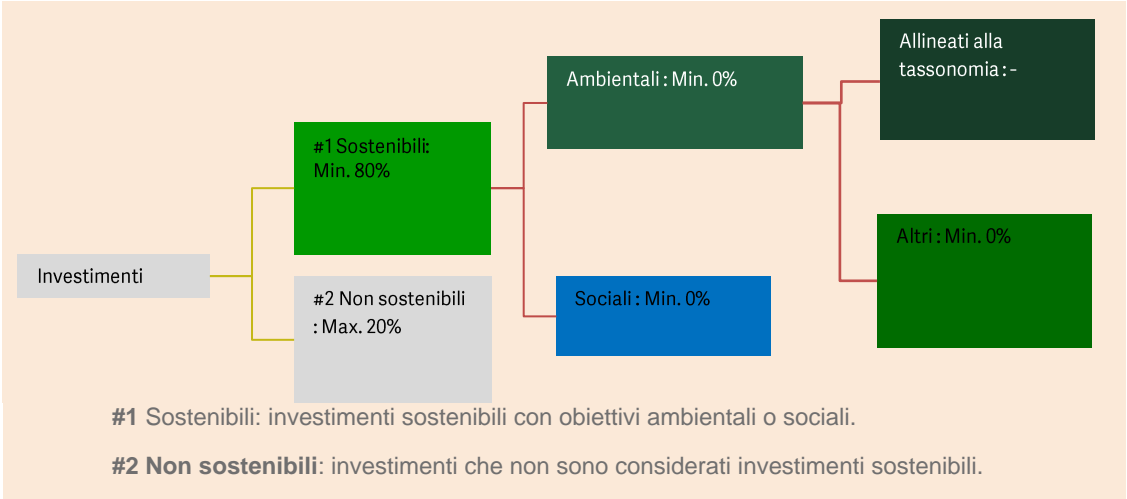 Investimenti
#1 Sostenibili:
Min. 80%
#2 Non sostenibili
: Max. 20%
Ambientali : Min. 0%
Sociali : Min. 0%
Allineati alla
tassonomia : -
Altri : Min. 0%
#1 Sostenibili: investimenti sostenibili con obiettivi ambientali o sociali.
#2 Non sostenibili: investimenti che non sono considerati investimenti sostenibili.